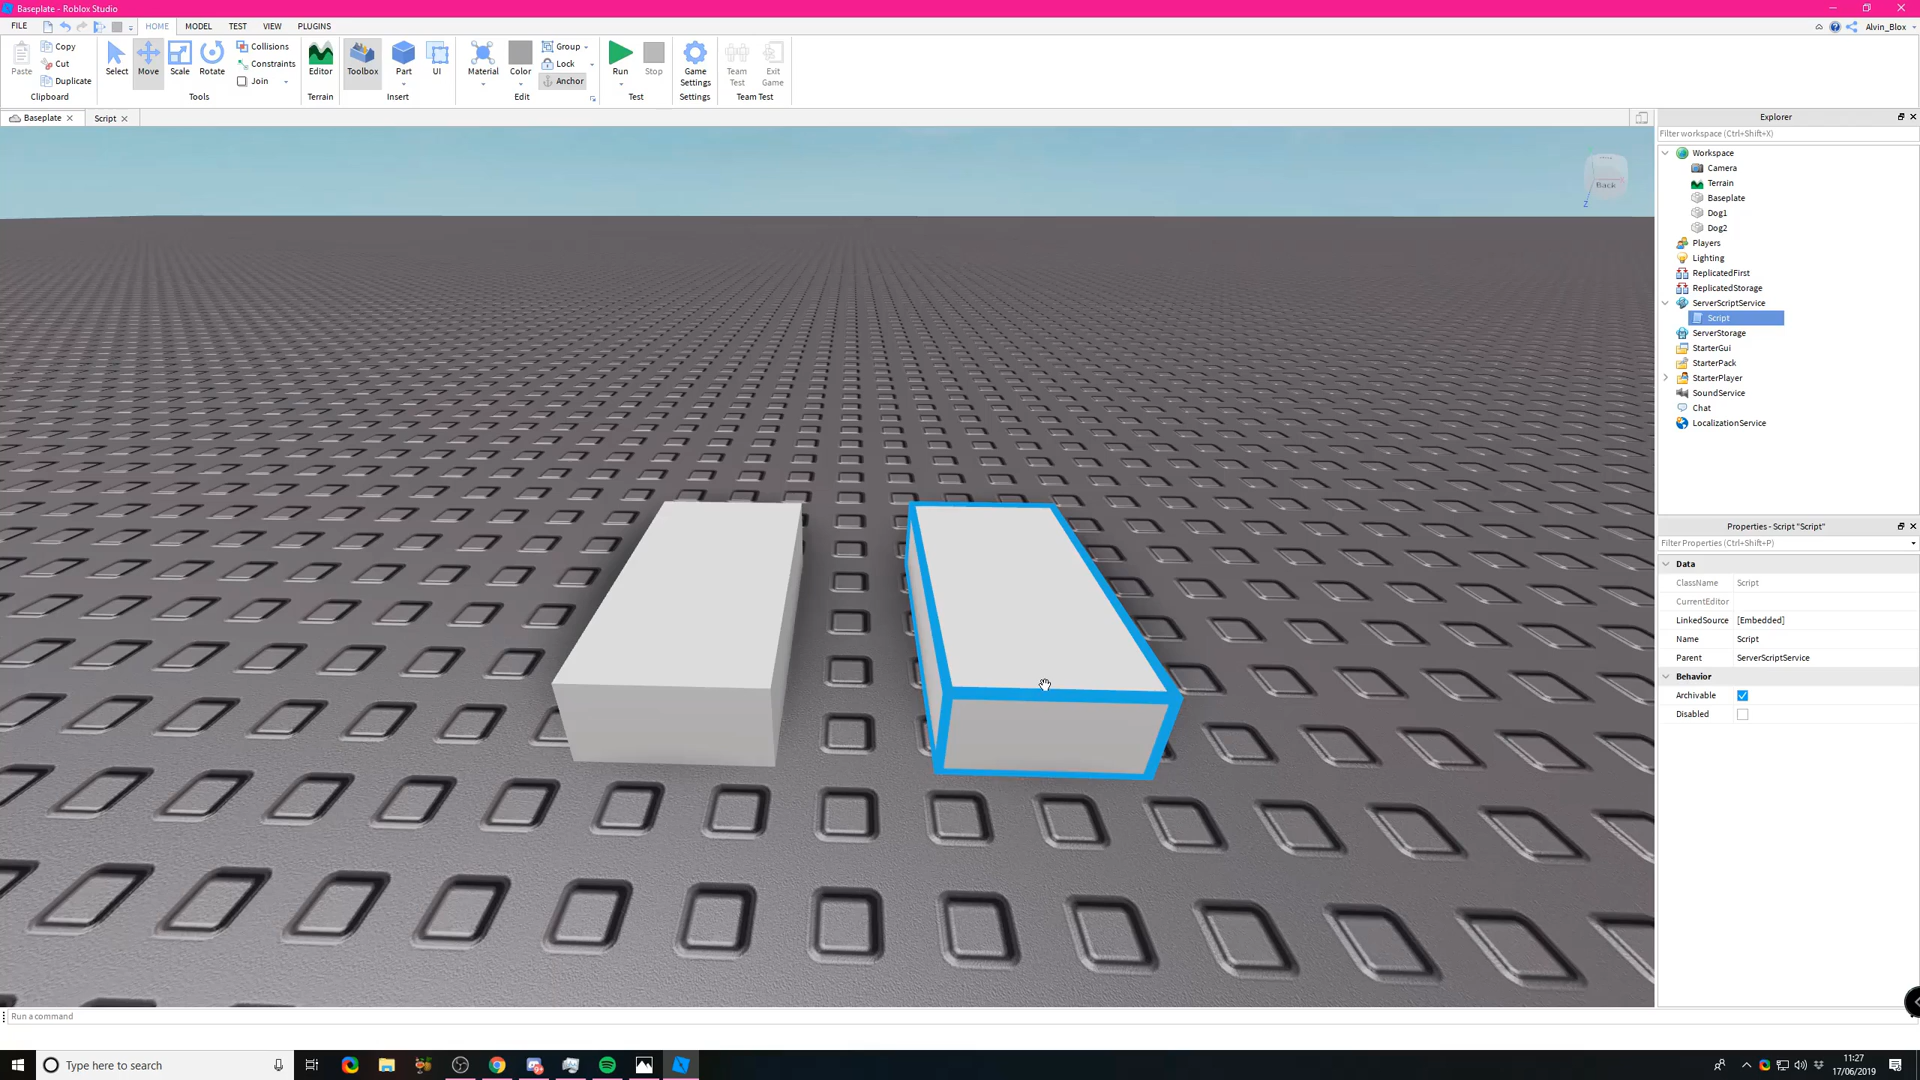 Baseplate - Roblox Studio
FILE HOME MODEL TEST VIEW PLUGINS Alvin_Blox
Paste Copy Cut Duplicate Clipboard
Select Move Scale Rotate Collisions Constraints Join Tools
Editor Terrain
Toolbox Part UI Insert
Material Color Group Lock Anchor Edit
Run Stop Test
Game Settings Settings
Team Test Exit Game Team Test
Baseplate Script
Back
Z
Explorer
Filter workspace (Ctrl+Shift+X)
Workspace
Camera
Terrain
Baseplate
Dog1
Dog2
Players
Lighting
ReplicatedFirst
ReplicatedStorage
ServerScriptService
Script
ServerStorage
StarterGui
StarterPack
StarterPlayer
SoundService
Chat
LocalizationService
Properties - Script "Script"
Filter Properties (Ctrl+Shift+P)
Data
ClassName Script
CurrentEditor
LinkedSource [Embedded]
Name Script
Parent ServerScriptService
Behavior
Archivable
Disabled
Run a command
Type here to search
11:27
17/06/2019